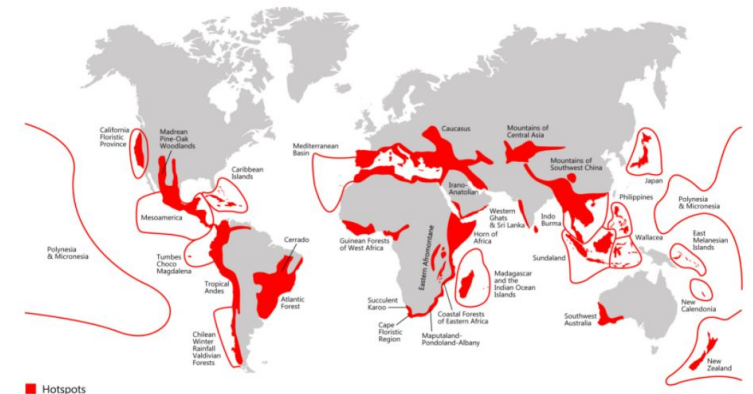 California
Floristic
Province
Madrean
Pine-Oak
Woodlands
Caribbean
Islands
Mesoamerica
Polynesia
& Micronesia
Tumbes
Choco
Magdalena
Tropical
Andes
Cerrado
Atlantic
Forest
Chilean
Winter
Rainfall
Valdivian
Forests
Mediterranean
Basin
Caucasus
Irano-
Anatolian
Mountains of
Central Asia
Mountains of
Southwest China
Guinean Forests
of West Africa
Eastern Afromontane
Horn of
Africa
Western
Ghats
& Sri Lanka
Indo
Burma
Succulent
Karoo
Cape
Floristic
Region
Maputaland-
Pondoland-Albany
Coastal Forests
of Eastern Africa
Madagascar
and the
Indian Ocean
Islands
Japan
Philippines
Polynesia
& Micronesia
Sundaland
Wallacea
East
Melanesian
Islands
New
Calendonia
Southwest
Australia
New
Zealand
Hotspots